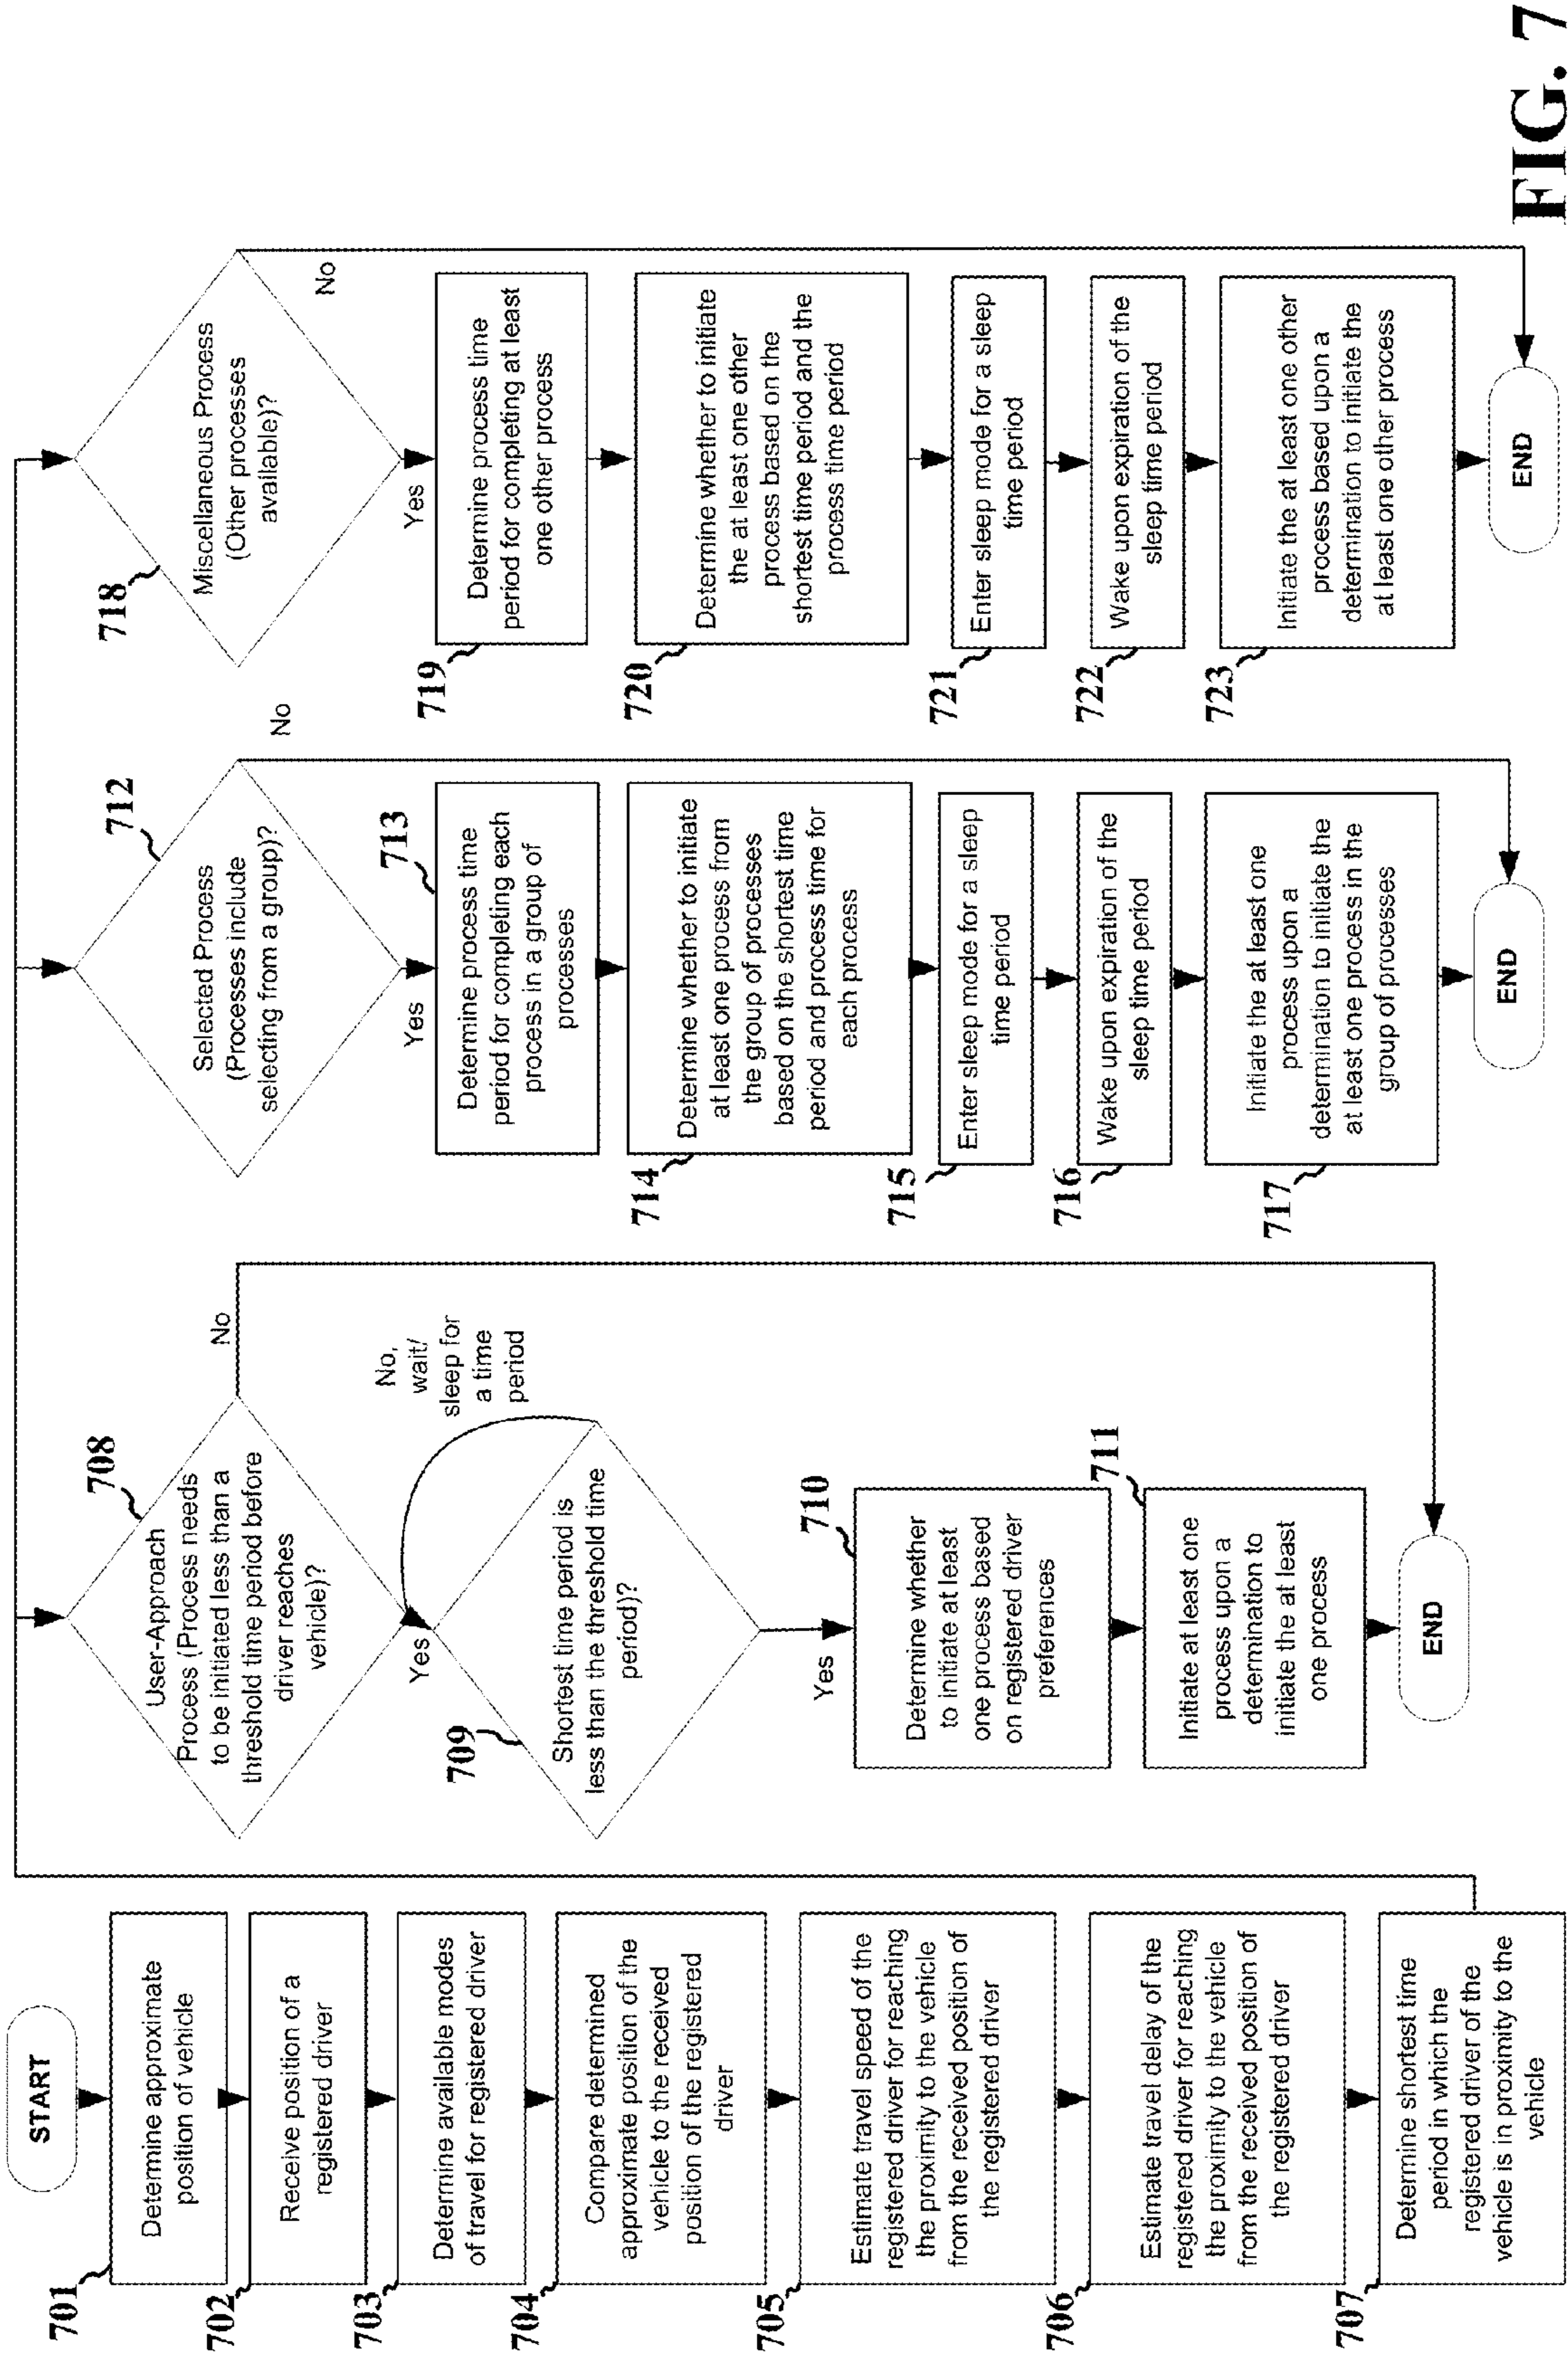 START
701
Determine approximate
position of vehicle
702
Receive position of a
registered driver
703
Determine available modes
of travel for registered driver
704
Compare determined
approximate position of the
vehicle to the received
position of the registered
driver
705
Estimate travel speed of the
registered driver for reaching
the proximity to the vehicle
from the received position of
the registered driver
706
Estimate travel delay of the
registered driver for reaching
the proximity to the vehicle
from the received position of
the registered driver
707
Determine shortest time
period in which the
registered driver of the
vehicle is in proximity to the
vehicle
708
User-Approach
Process (Process needs
to be initiated less than a
threshold time period before
driver reaches
vehicle)?
No
Yes
No,
wait/
sleep for
a time
period
709
Shortest time period is
less than the threshold time
period)?
Yes
710
Determine whether
to initiate at least
one process based
on registered driver
preferences
711
Initiate at least one
process upon a
determination to
initiate the at least
one process
END
712
Selected Process
(Processes include
selecting from a group)?
No
Yes
713
Determine process time
period for completing each
process in a group of
processes
714
Determine whether to initiate
at least one process from
the group of processes
based on the shortest time
period and process time for
each process
715
Enter sleep mode for a sleep
time period
716
Wake upon expiration of the
sleep time period
717
Initiate the at least one
process upon a
determination to initiate the
at least one process in the
group of processes
END
718
Miscellaneous Process
(Other processes
available)?
No
Yes
719
Determine process time
period for completing at least
one other process
720
Determine whether to initiate
the at least one other
process based on the
shortest time period and the
process time period
721
Enter sleep mode for a sleep
time period
722
Wake upon expiration of the
sleep time period
723
Initiate the at least one other
process based upon a
determination to initiate the
at least one other process
END
FIG. 7